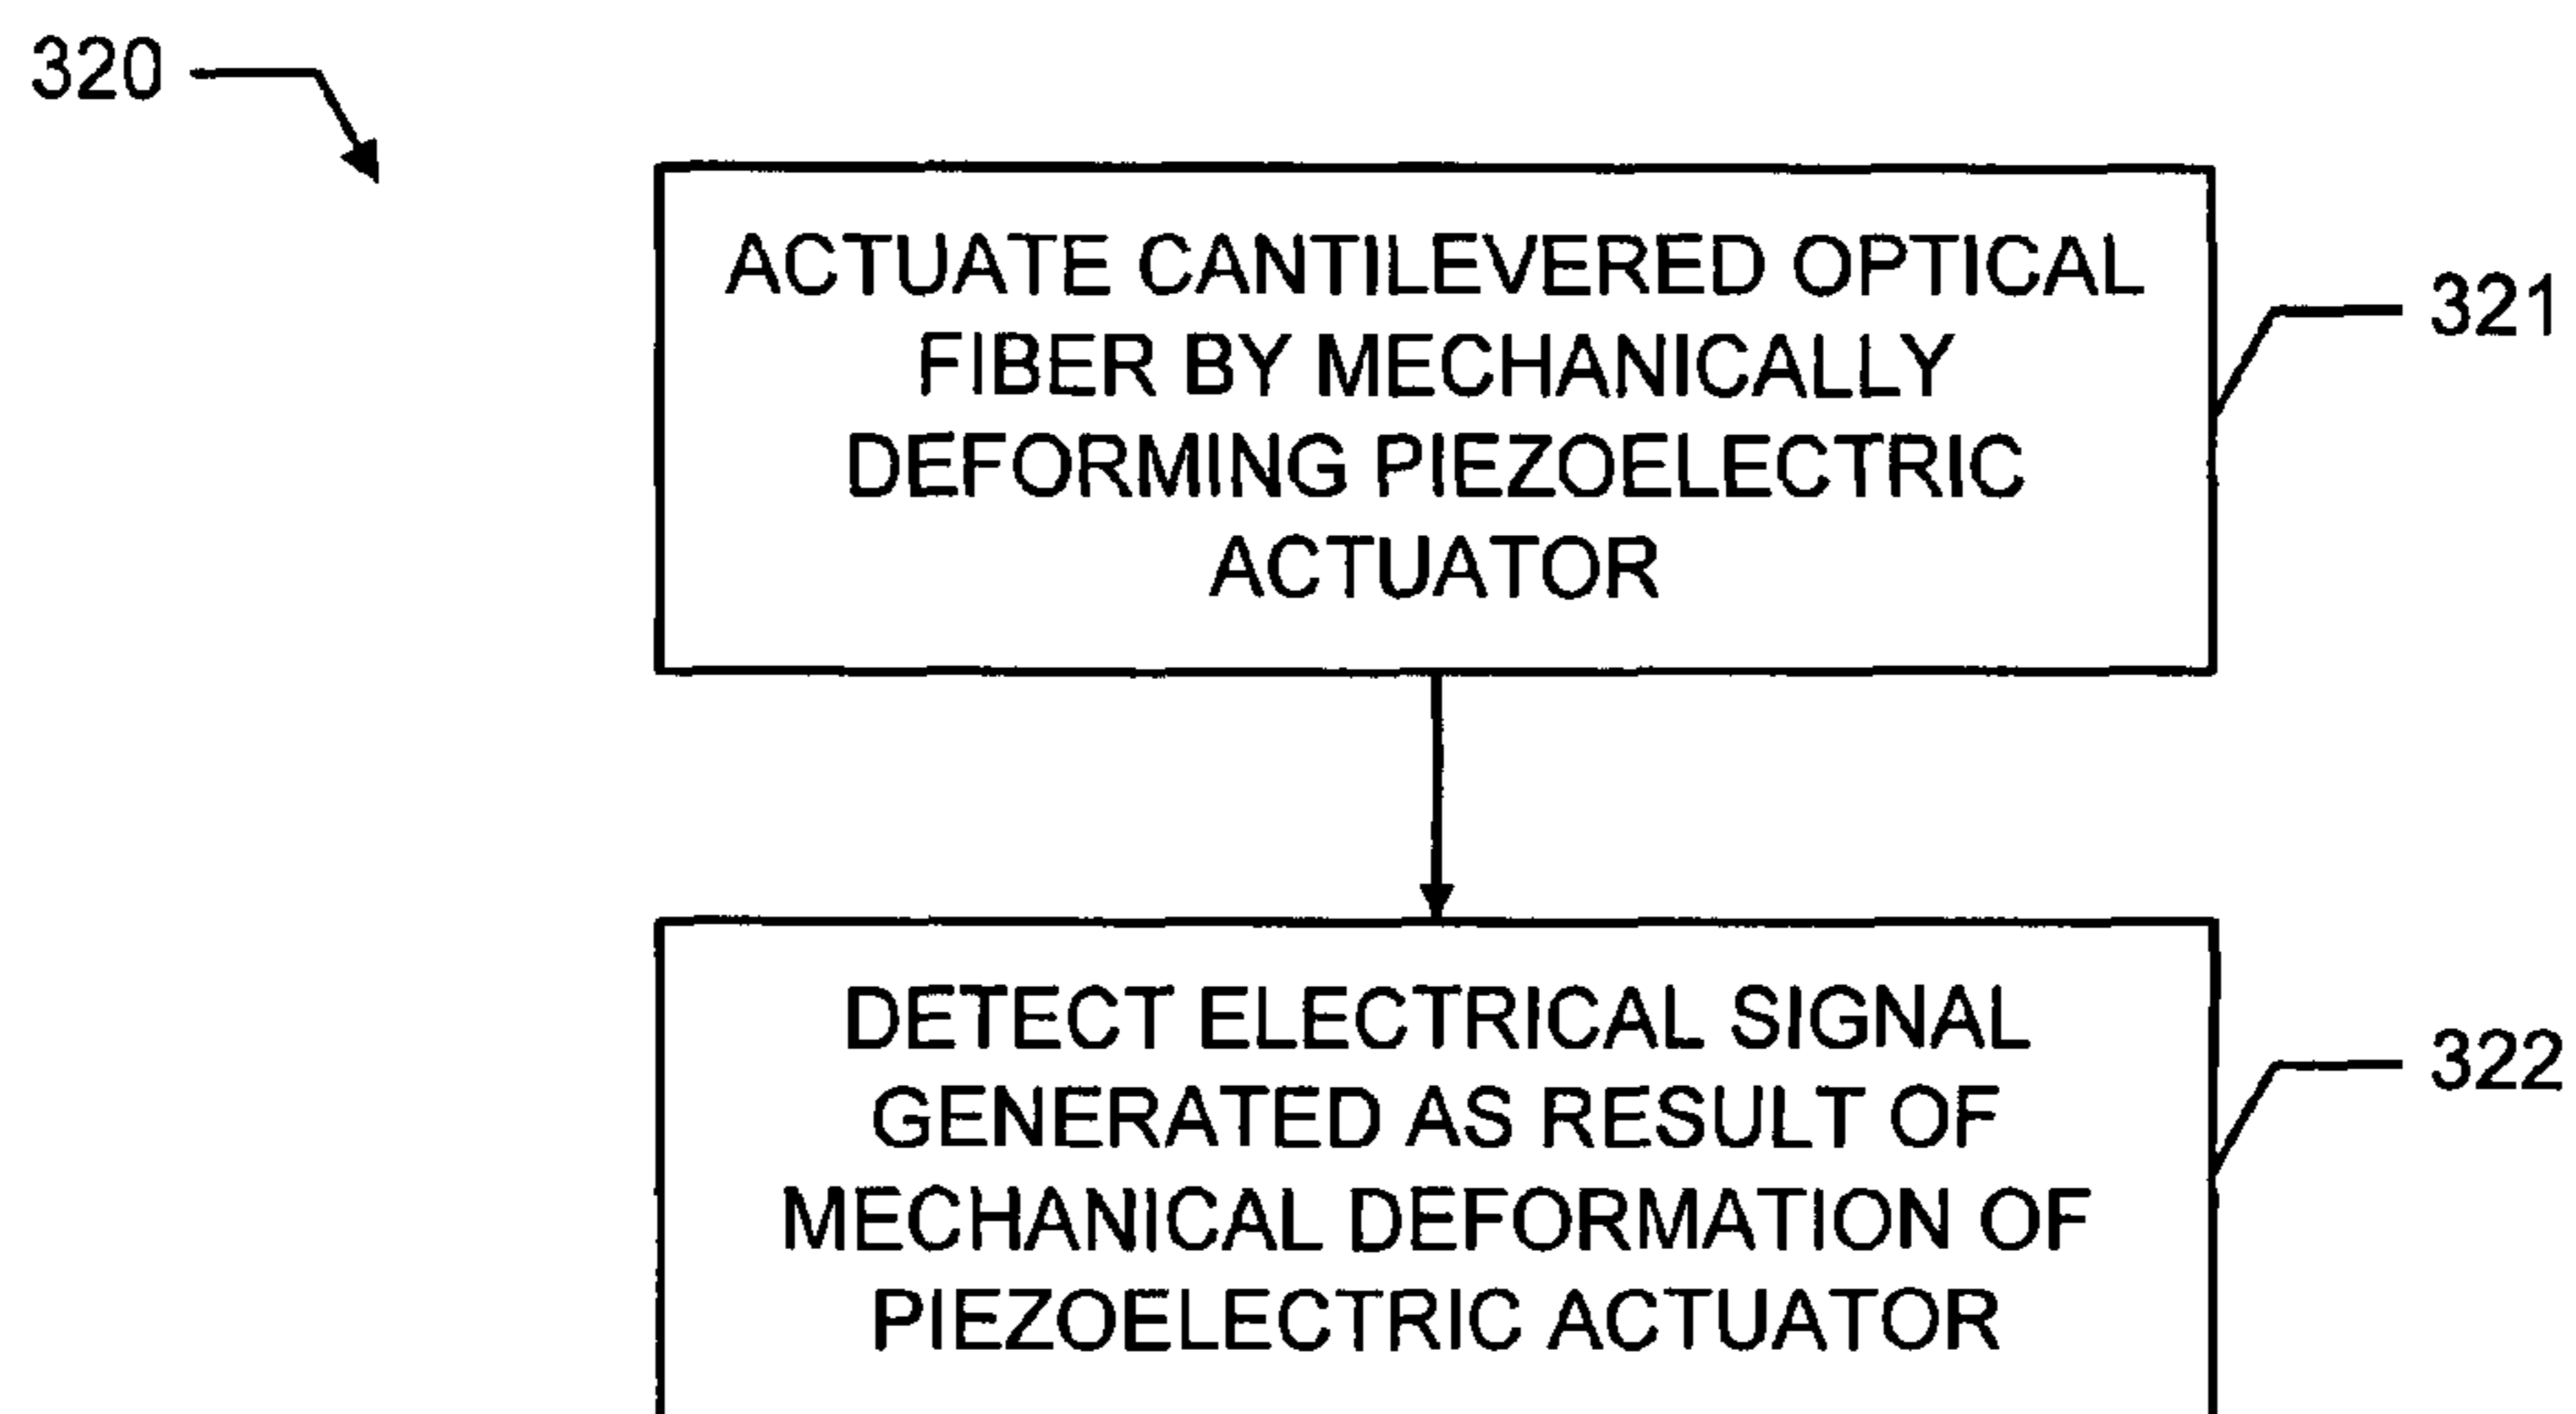 320
ACTUATE CANTILEVERED OPTICAL
FIBER BY MECHANICALLY
DEFORMING PIEZOELECTRIC
ACTUATOR
321
DETECT ELECTRICAL SIGNAL
GENERATED AS RESULT OF
MECHANICAL DEFORMATION OF
PIEZOELECTRIC ACTUATOR
322